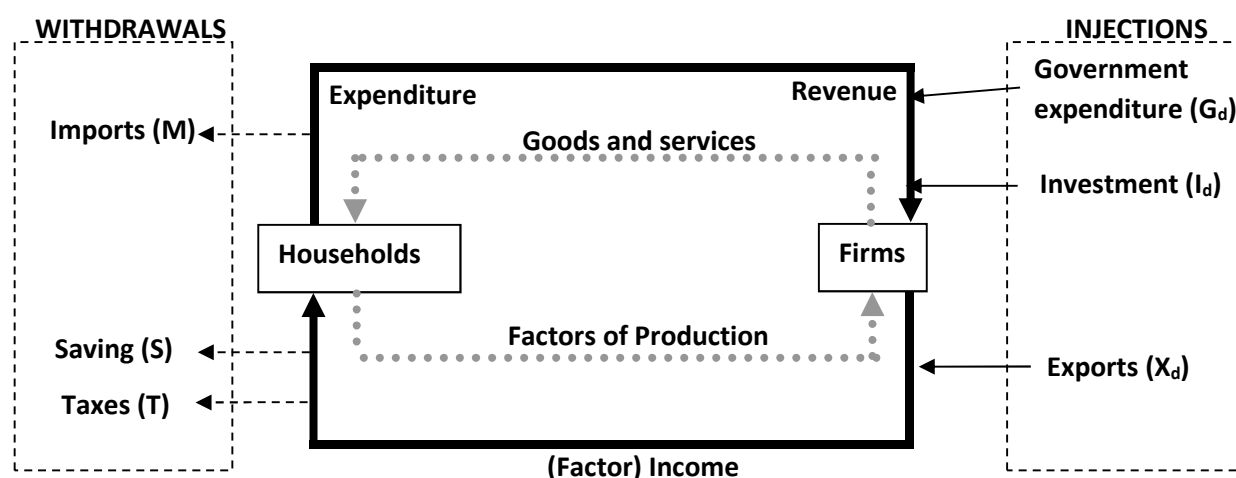 WITHDRAWALS
INJECTIONS
Government
expenditure (Gd)
Expenditure
Revenue
Imports (M)
Goods and services
Investment (Id)
Households
Firms
Factors of Production
Saving (S)
Exports (Xd)
Taxes (T)
(Factor) Income